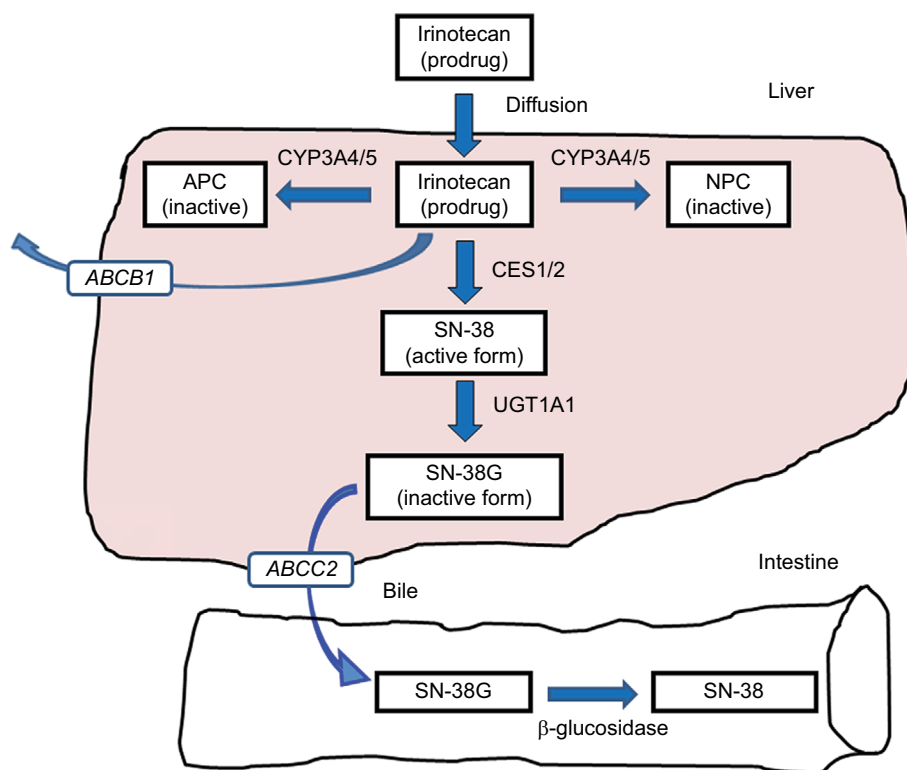 Irinotecan
(prodrug)
Diffusion
Liver
CYP3A4/5
CYP3A4/5
APC
(inactive)
Irinotecan
(prodrug)
NPC
(inactive)
ABCB1
CES1/2
SN-38
(active form)
UGT1A1
SN-38G
(inactive form)
ABCC2
Bile
Intestine
SN-38G
SN-38
β-glucosidase